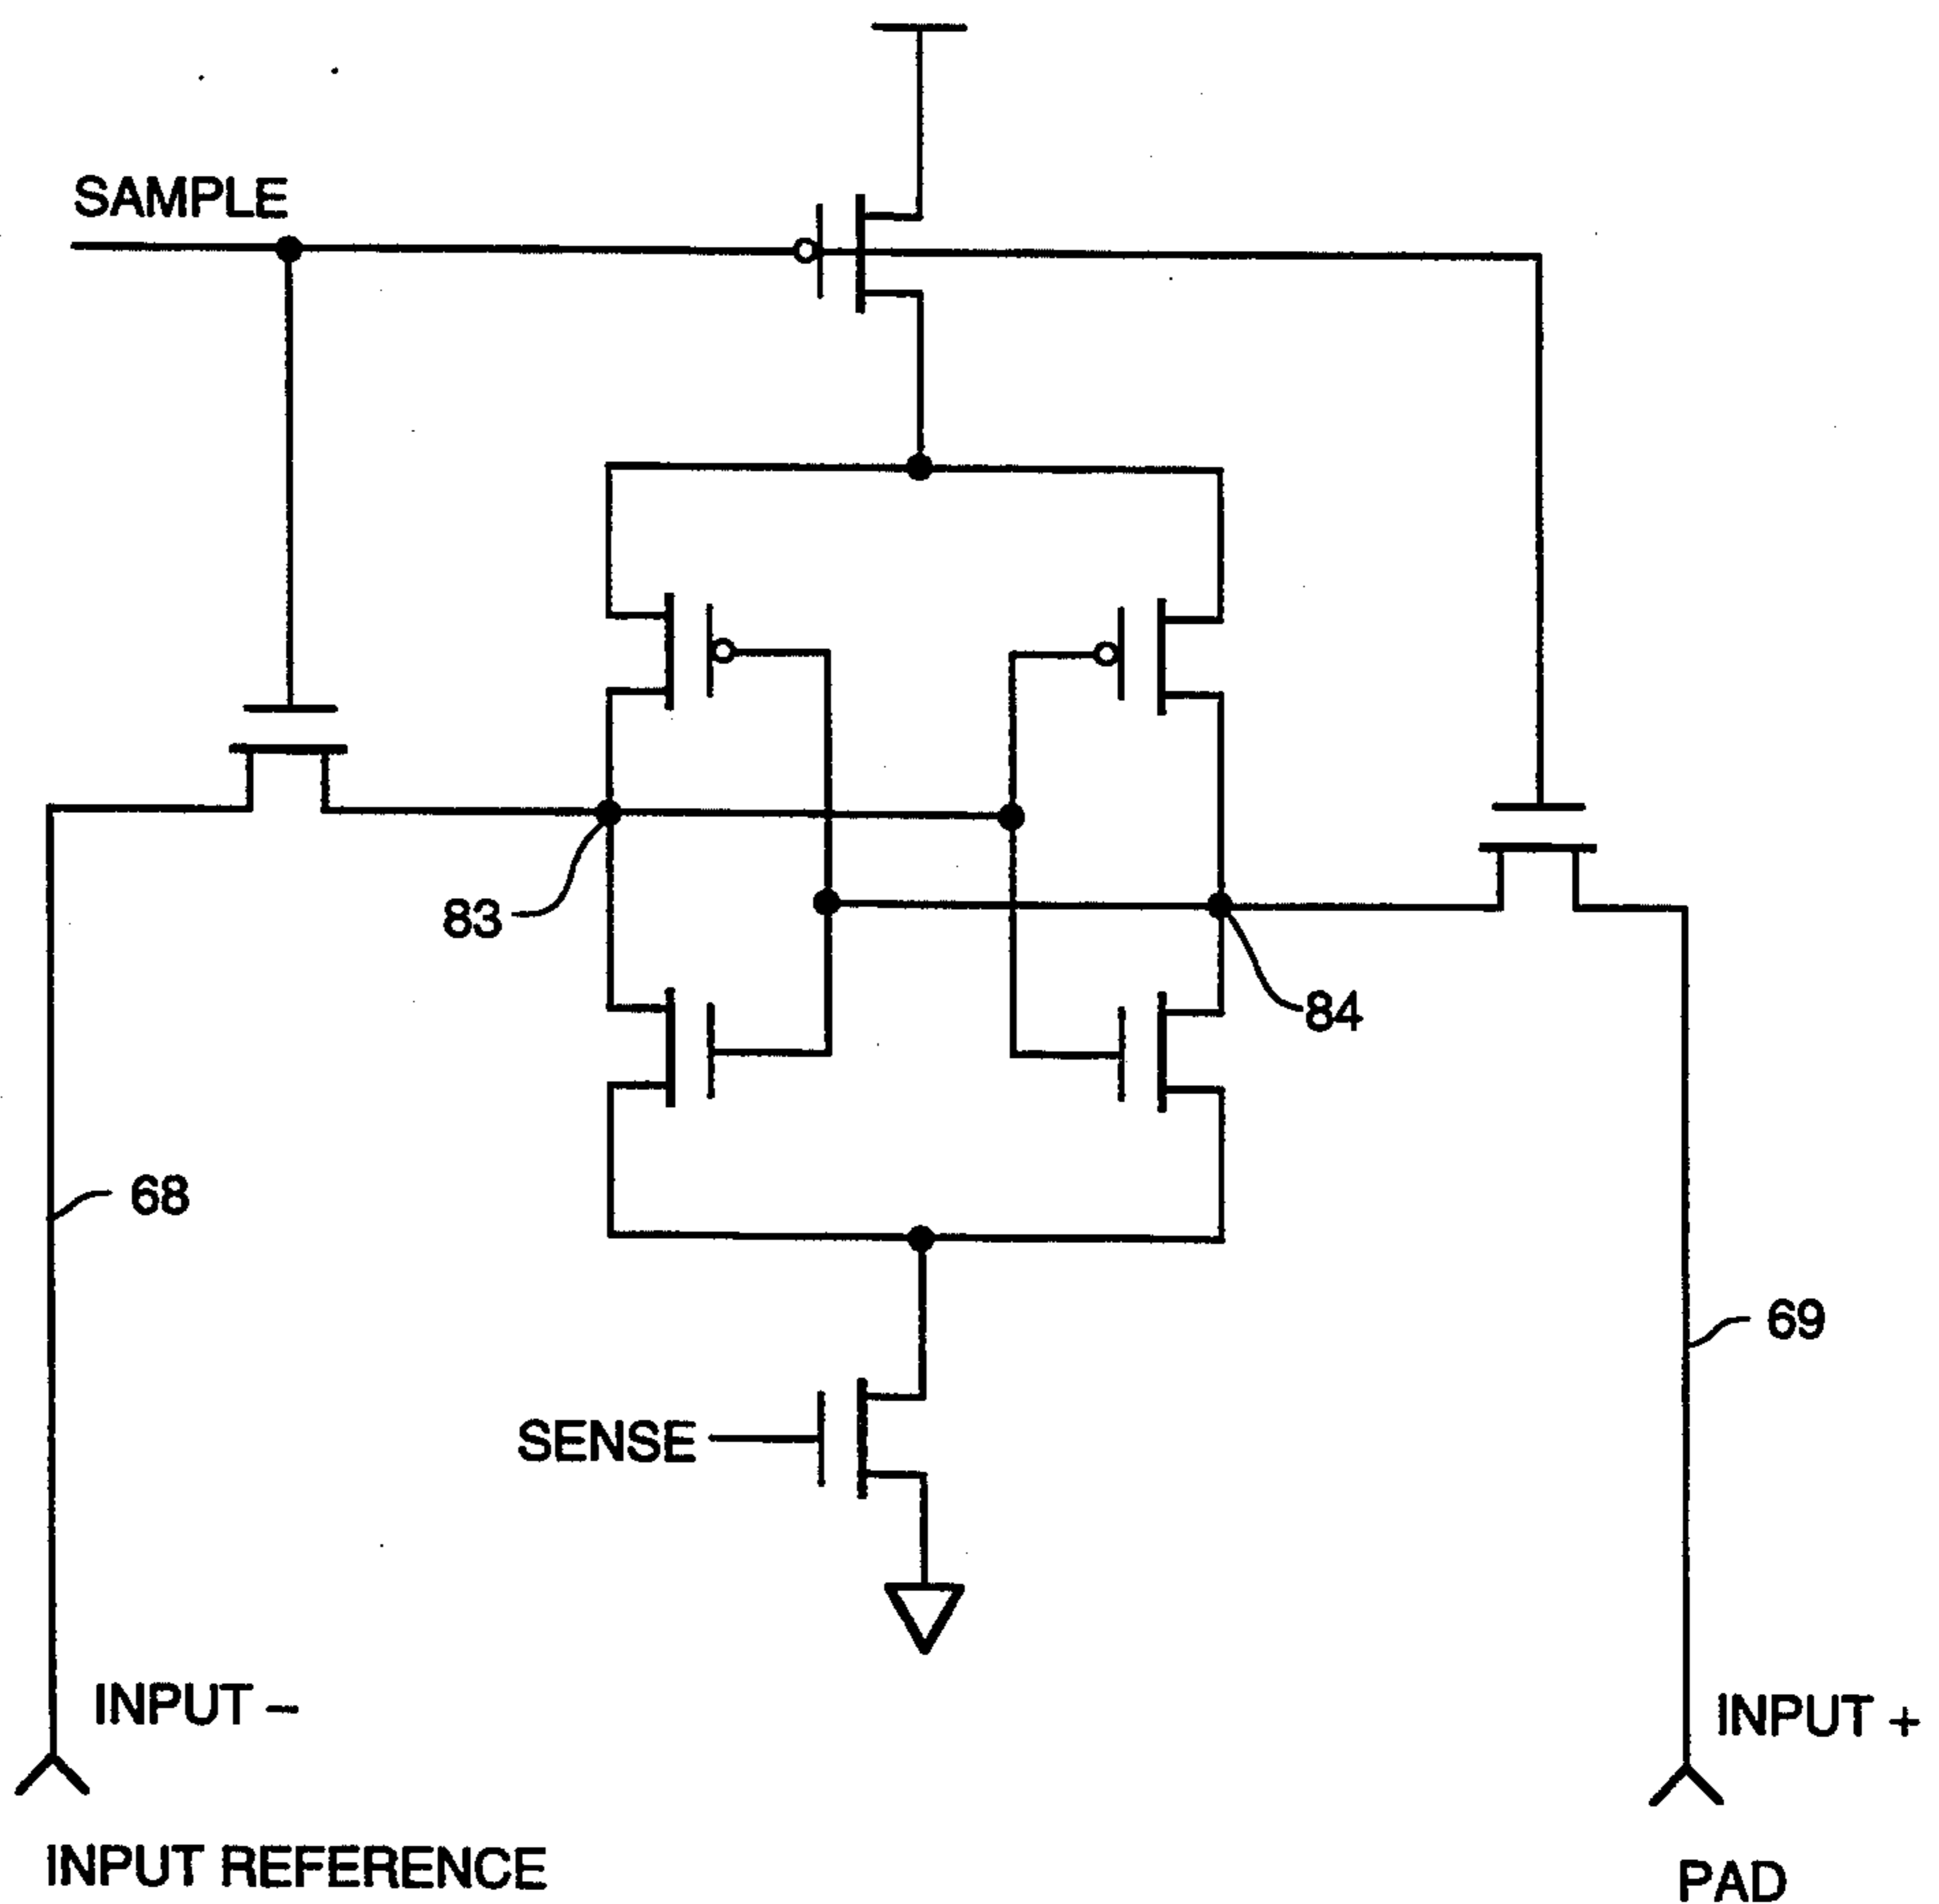 SAMPLE
83
84
68
69
SENSE
INPUT –
INPUT +
INPUT REFERENCE
PAD